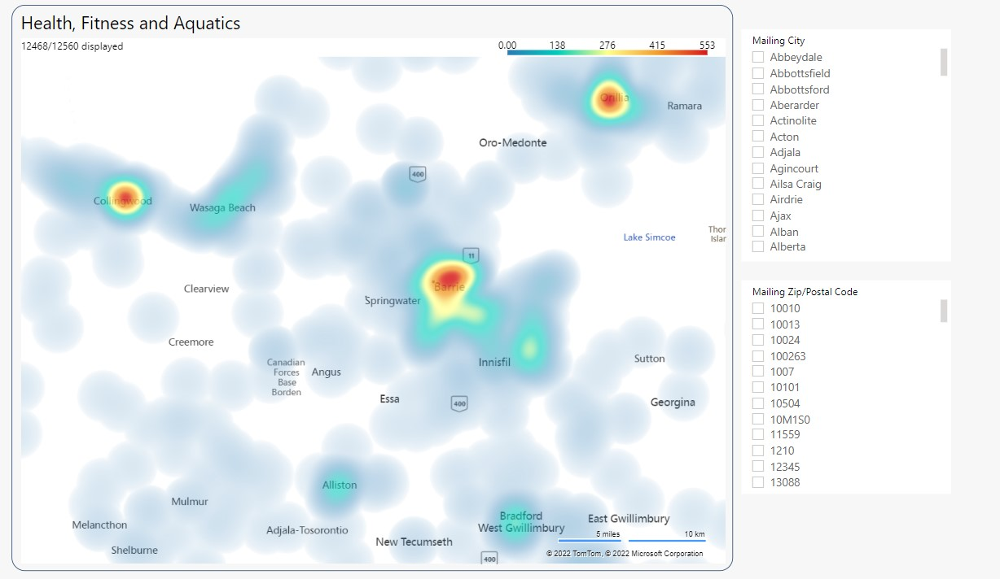 Health, Fitness and Aquatics
12468/12560 displayed
0.00 138 276 415 553
Orillia
Ramara
Oro-Medonte
400
Collingwood
Wasaga Beach
Lake Simcoe
Thor
Islan
11
Barrie
Clearview
Springwater
Creemore
Innisfil
Sutton
Canadian
Forces
Base
Borden
Angus
Essa
400
Georgina
Alliston
Mulmur
Melancthon
Adjala-Tosorontio
Shelburne
New Tecumseth
Bradford
West Gwillimbury
East Gwillimbury
5 miles 10 km
400
© 2022 TomTom, © 2022 Microsoft Corporation
Mailing City
Abbeydale
Abbottsfield
Abbottsford
Aberarder
Actinolite
Acton
Adjala
Agincourt
Ailsa Craig
Airdrie
Ajax
Alban
Alberta
Mailing Zip/Postal Code
10010
10013
10024
100263
1007
10101
10504
10M1S0
11559
1210
12345
13088